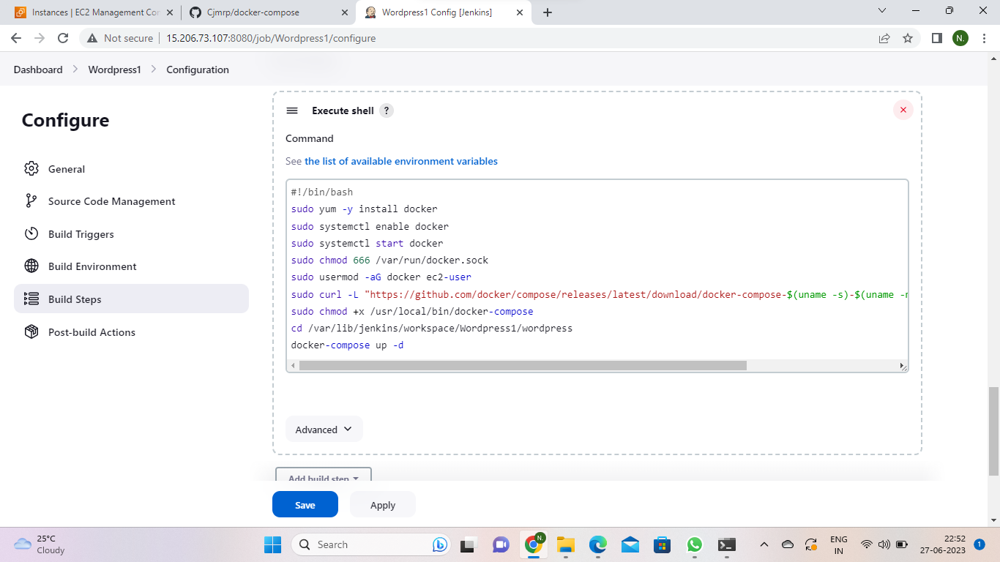 Instances | EC2 Management Con
Cjmrp/docker-compose
Wordpress1 Config [Jenkins]
Not secure
15.206.73.107:8080/job/Wordpress1/configure
N.
Dashboard
Wordpress1
Configuration
Configure
General
Source Code Management
Build Triggers
Build Environment
Build Steps
Post-build Actions
Execute shell ?
Command
See the list of available environment variables
#!/bin/bash
sudo yum -y install docker
sudo systemctl enable docker
sudo systemctl start docker
sudo chmod 666 /var/run/docker.sock
sudo usermod -aG docker ec2-user
sudo curl -L "https://github.com/docker/compose/releases/latest/download/docker-compose-$(uname -s)-$(uname -m
sudo chmod +x /usr/local/bin/docker-compose
cd /var/lib/jenkins/workspace/Wordpress1/wordpress
docker-compose up -d
Advanced
Add build step
Save
Apply
25°C
Cloudy
Search
N
ENG
IN
22:52
27-06-2023
1